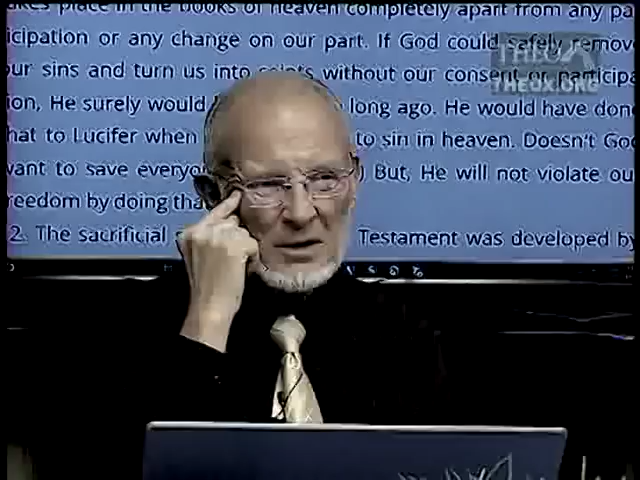 place in the books of heaven completely apart from any pa
icipation or any change on our part. If God could safely remov
ur sins and turn us into saints without our consent or participa
ion, He surely would long ago. He would have don
hat to Lucifer when to sin in heaven. Doesn't Go
want to save everyo But, He will not violate ou
reedom by doing tha
2. The sacrificial Testament was developed by
THEOX.ORG